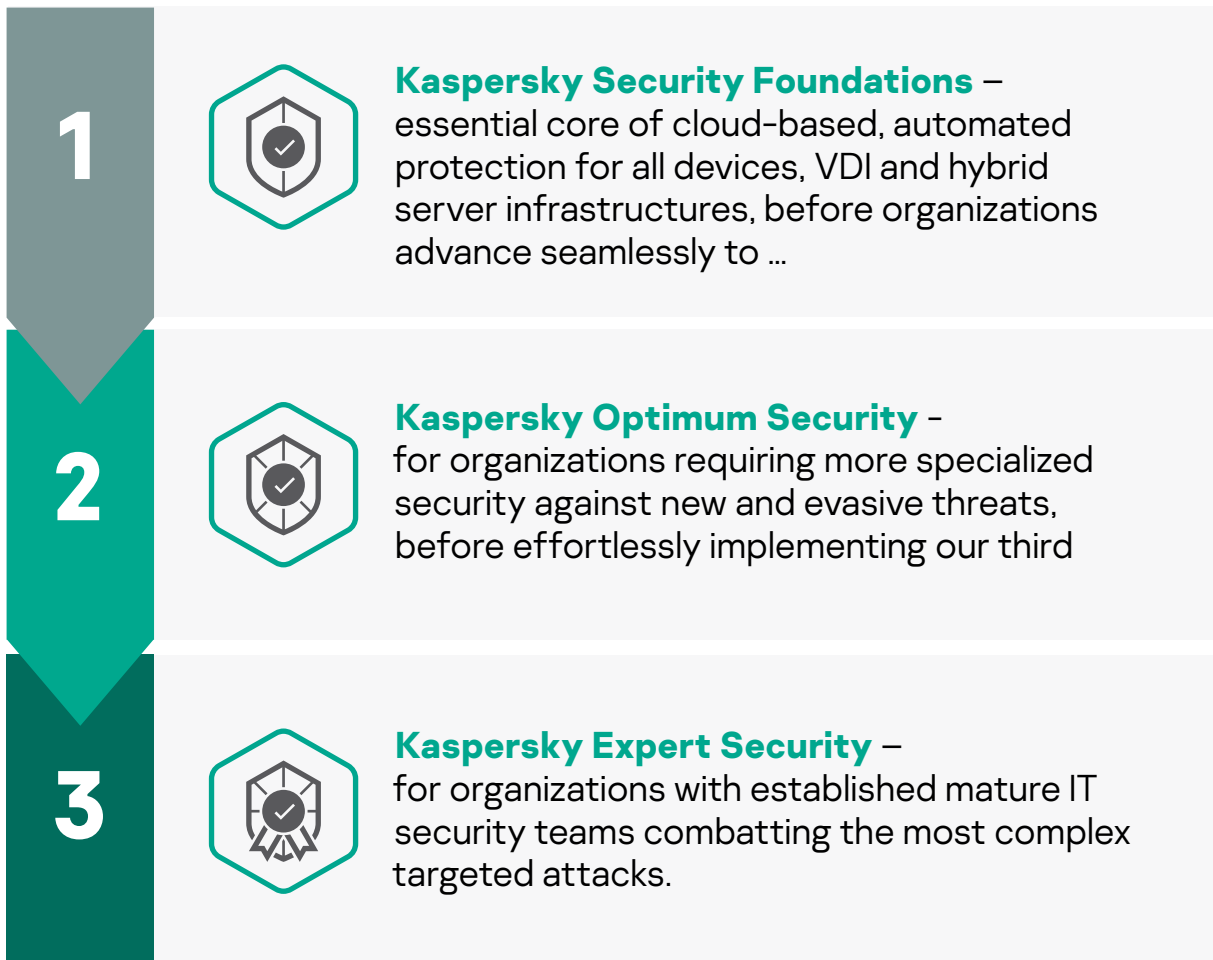 1
Kaspersky Security Foundations –
essential core of cloud-based, automated
protection for all devices, VDI and hybrid
server infrastructures, before organizations
advance seamlessly to ...
2
Kaspersky Optimum Security -
for organizations requiring more specialized
security against new and evasive threats,
before effortlessly implementing our third
3
Kaspersky Expert Security –
for organizations with established mature IT
security teams combatting the most complex
targeted attacks.